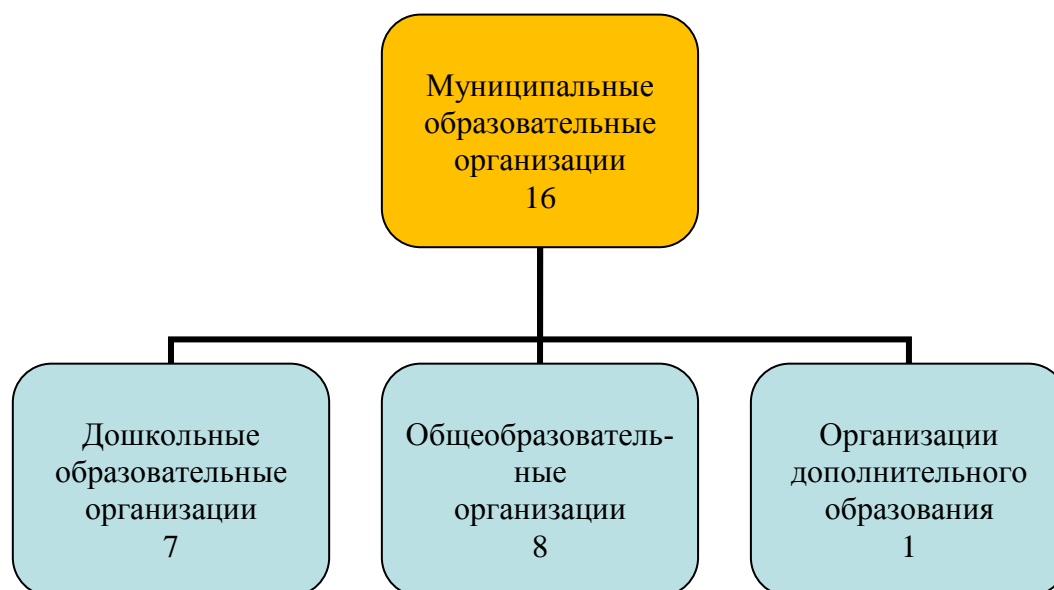 Муниципальные
образовательные
организации
16
Дошкольные
образовательные
организации
7
Общеобразователь-
ные
организации
8
Организации
дополнительного
образования
1